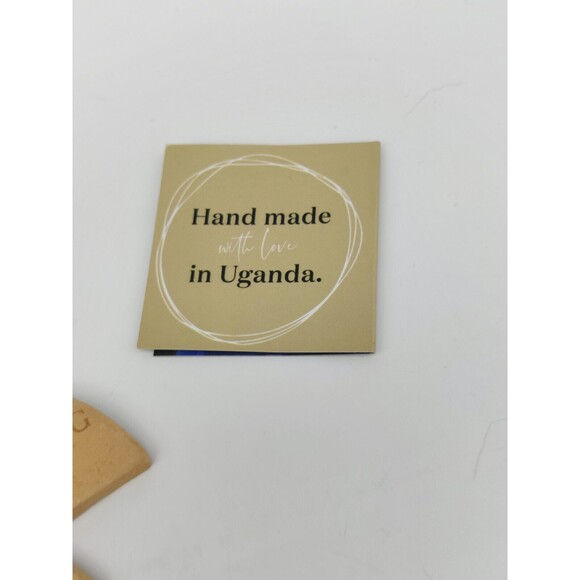 Hand made
with love
in Uganda.
G